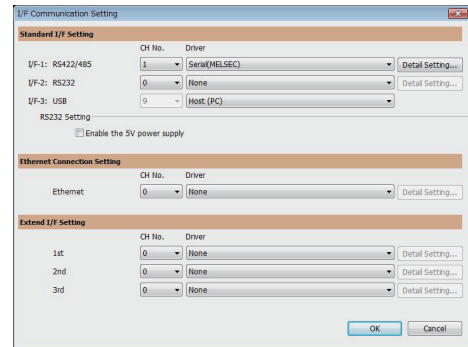 I/F Communication Setting
Standard I/F Setting
CH No. Driver
I/F-1: RS422/485 1 Serial(MELSEC) Detail Setting...
I/F-2: RS232 0 None Detail Setting...
I/F-3: USB 9 Host (PC)
RS232 Setting
Enable the 5V power supply
Ethernet Connection Setting
CH No. Driver
Ethernet 0 None Detail Setting...
Extend I/F Setting
CH No. Driver
1st 0 None Detail Setting...
2nd 0 None Detail Setting...
3rd 0 None Detail Setting...
OK Cancel